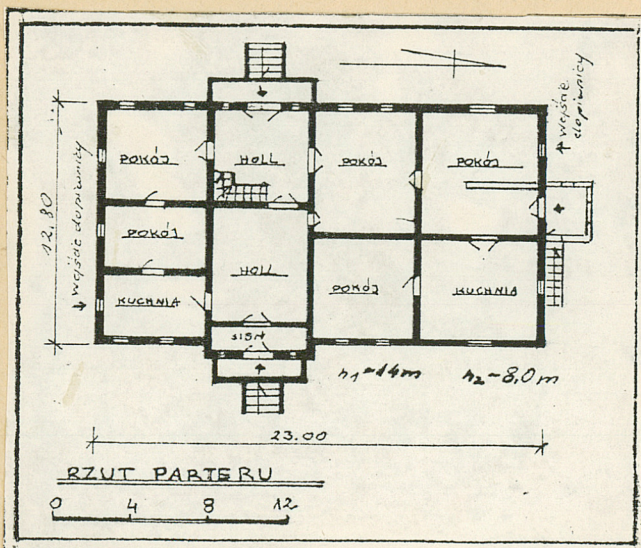 wejście do piwnicy
12.80
wejście do piwnicy
POKÓJ
HOLL
POKÓJ
POKÓJ
POKÓJ
HOLL
KUCHNIA
POKÓJ
KUCHNIA
SIEŃ
h1 = 14m
h2 = 8,0 m
23.00
RZUT PARTERU
0 4 8 12